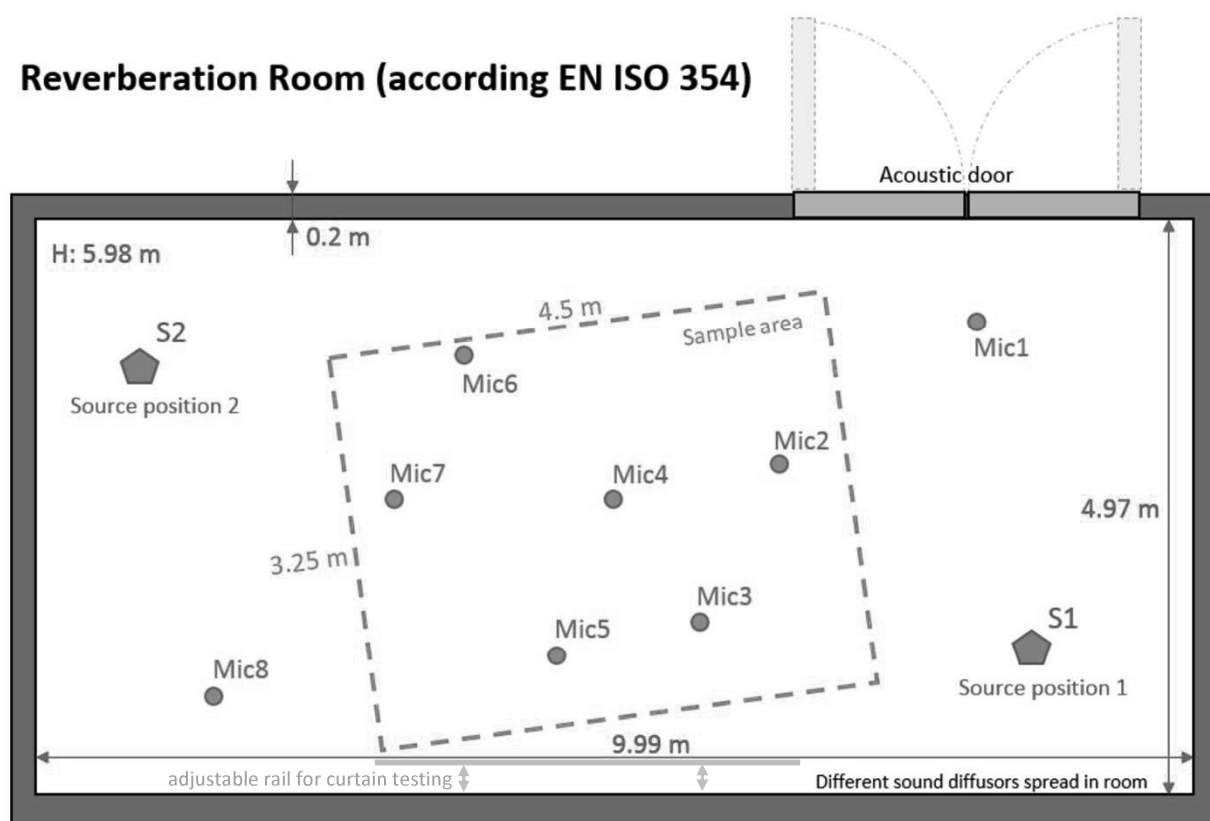 Reverberation Room (according EN ISO 354)
Acoustic door
0.2 m
H: 5.98 m
4.5 m
Sample area
S2
Source position 2
Mic1
Mic6
Mic2
Mic7
Mic4
4.97 m
3.25 m
Mic3
Mic5
S1
Source position 1
Mic8
9.99 m
adjustable rail for curtain testing
Different sound diffusors spread in room